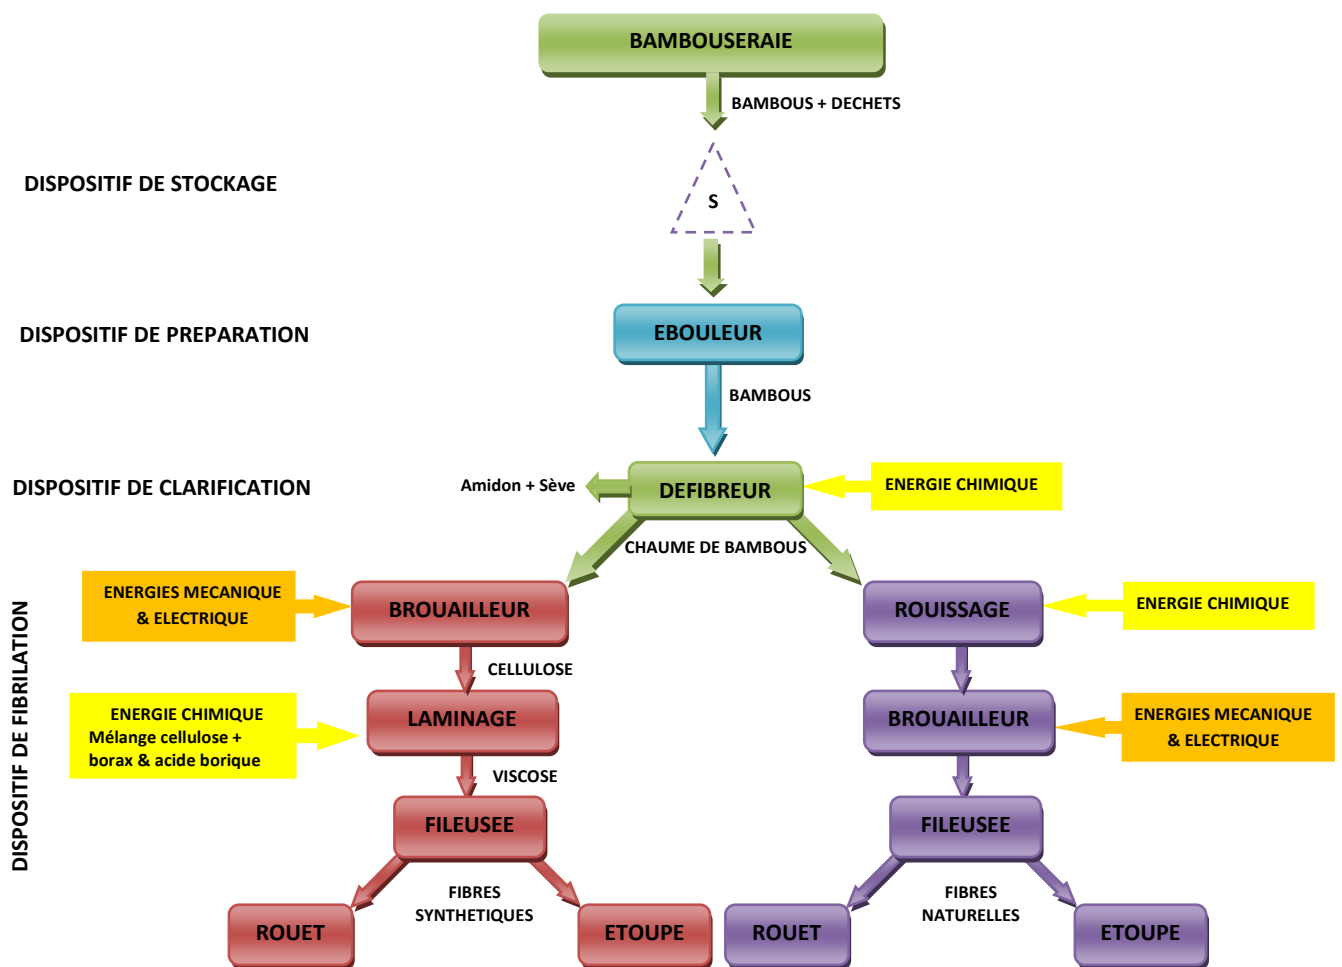 BAMBOUSERAIE
BAMBOUS + DECHETS
DISPOSITIF DE STOCKAGE
S
DISPOSITIF DE PREPARATION
EBOULEUR
BAMBOUS
DISPOSITIF DE CLARIFICATION
Amidon + Sève
DEFIBREUR
ENERGIE CHIMIQUE
CHAUME DE BAMBOUS
DISPOSITIF DE FIBRILATION
ENERGIES MECANIQUE
& ELECTRIQUE
BROUAILLEUR
ROUISSAGE
ENERGIE CHIMIQUE
CELLULOSE
ENERGIE CHIMIQUE
Mélange cellulose +
borax & acide borique
LAMINAGE
BROUAILLEUR
ENERGIES MECANIQUE
& ELECTRIQUE
VISCOSE
FILEUSEE
FILEUSEE
FIBRES
SYNTHETIQUES
FIBRES
NATURELLES
ROUET
ETOUPE
ROUET
ETOUPE